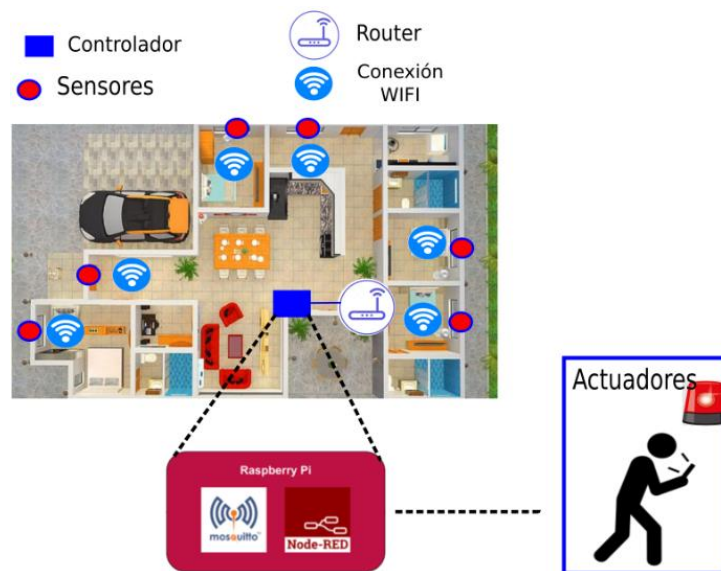 Controlador
Sensores
Router
Conexión
WIFI
Actuadores
Raspberry Pi
mosquitto
Node-RED